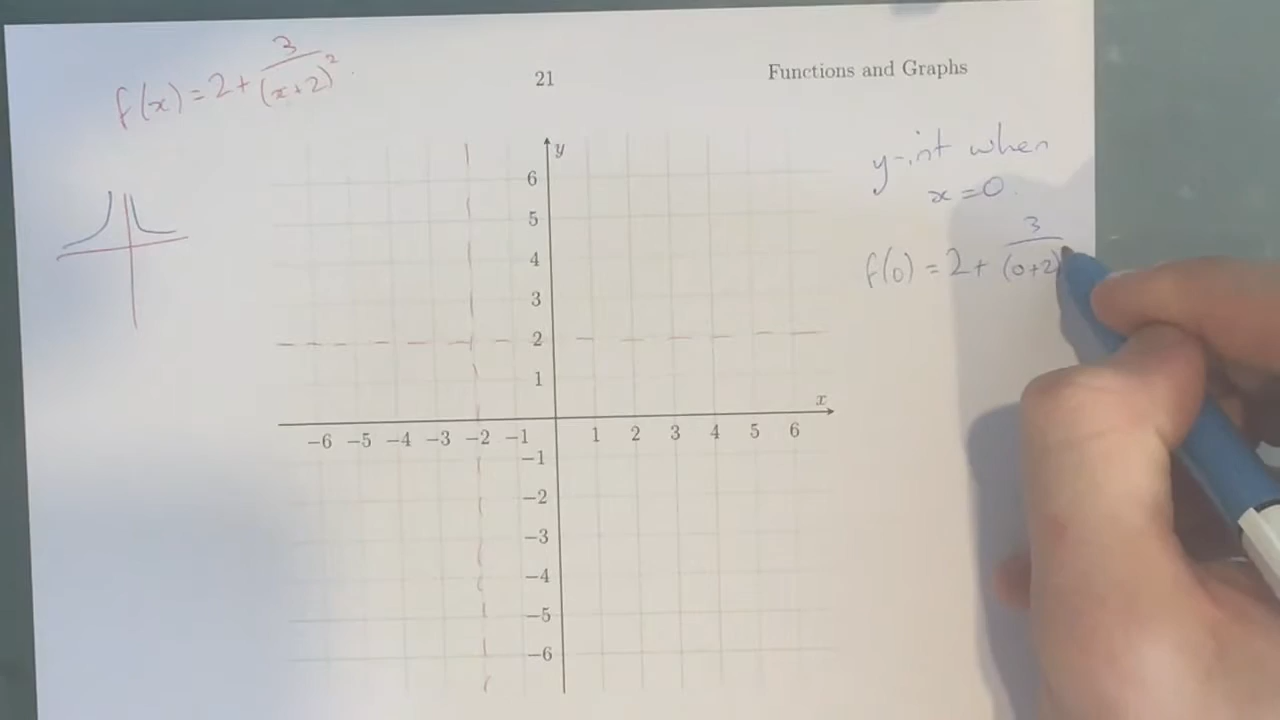 f(x) = 2 + 3/(x+2)²
21
Functions and Graphs
y-int when
x = 0.
f(0) = 2 + 3/(0+2)
y
6
5
4
3
2
1
x
−6 −5 −4 −3 −2 −1 1 2 3 4 5 6
−1
−2
−3
−4
−5
−6